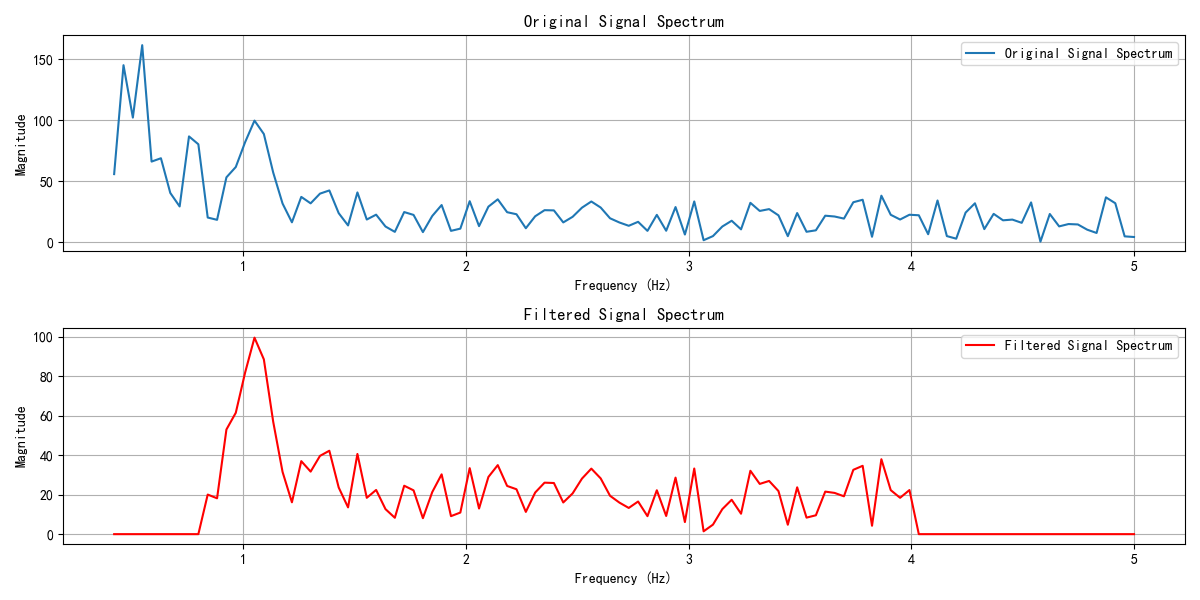 Original Signal Spectrum
Original Signal Spectrum
Magnitude
150
100
50
0
1 2 3 4 5
Frequency (Hz)
Filtered Signal Spectrum
Filtered Signal Spectrum
Magnitude
100
80
60
40
20
0
1 2 3 4 5
Frequency (Hz)